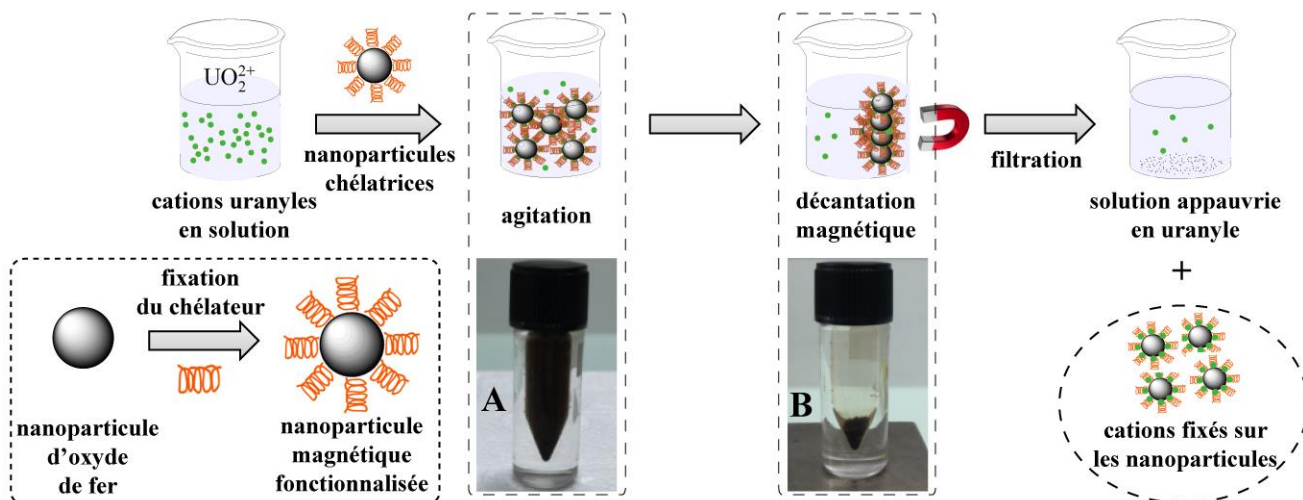 UO₂²⁺
cations uranyles
en solution
nanoparticules
chélatrices
agitation
décantation
magnétique
filtration
solution appauvrie
en uranyle
+
cations fixés sur
les nanoparticules
fixation
du chélateur
nanoparticule
d'oxyde
de fer
nanoparticule
magnétique
fonctionnalisée
A
B